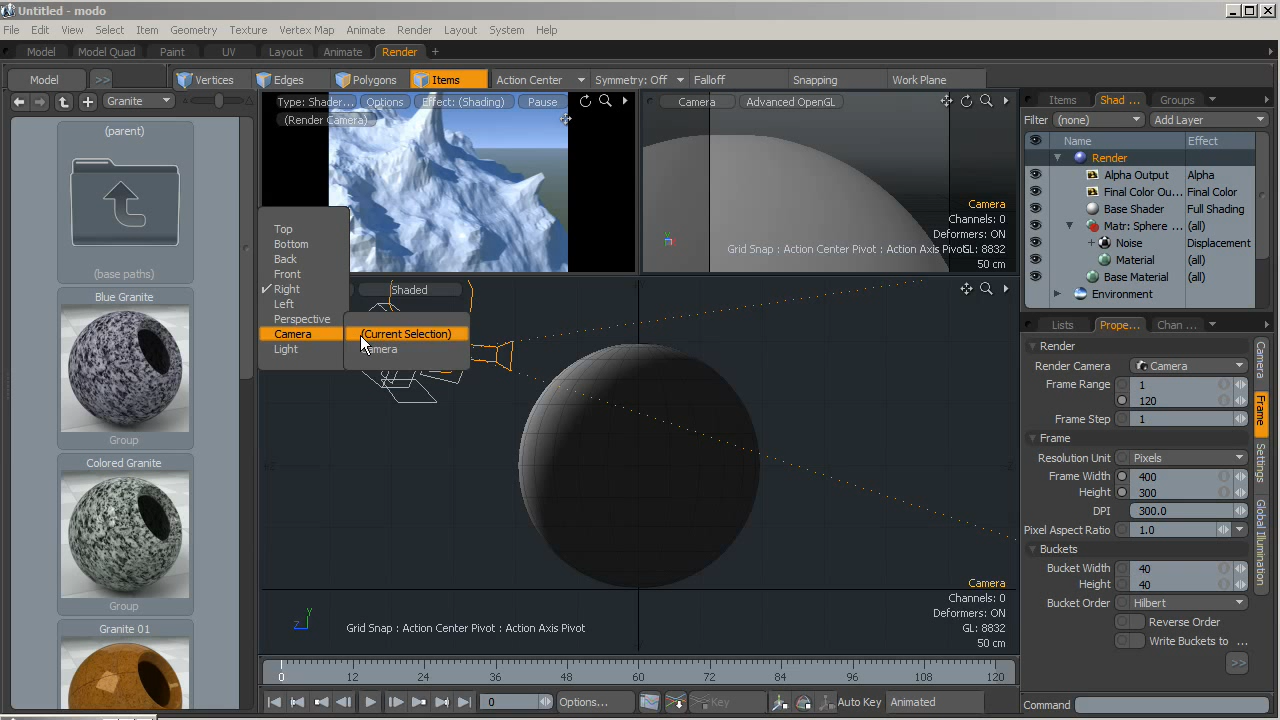 Untitled - modo
File Edit View Select Item Geometry Texture Vertex Map Animate Render Layout System Help
Model Model Quad Paint UV Layout Animate Render +
Model >> Vertices Edges Polygons Items Action Center Symmetry: Off Falloff Snapping Work Plane
Granite
(parent)
(base paths)
Blue Granite
Group
Colored Granite
Group
Granite 01
Type: Shader... Options Effect: (Shading) Pause
(Render Camera)
Camera Advanced OpenGL
Camera
Channels: 0
Deformers: ON
Grid Snap : Action Center Pivot : Action Axis Pivot
GL: 8832
50 cm
Top
Bottom
Back
Front
Right
Left
Perspective
Camera
Light
(Current Selection)
Camera
Shaded
Camera
Channels: 0
Deformers: ON
GL: 8832
50 cm
Grid Snap : Action Center Pivot : Action Axis Pivot
Y
Z
0 12 24 36 48 60 72 84 96 108 120
0 Options... Key Auto Key Animated
Items Shad ... Groups
Filter (none) Add Layer
Name Effect
Render
Alpha Output Alpha
Final Color Ou... Final Color
Base Shader Full Shading
Matr: Sphere ... (all)
+ Noise Displacement
Material (all)
Base Material (all)
Environment
Lists Prope... Chan ...
Render
Render Camera Camera
Frame Range 1
120
Frame Step 1
Frame
Resolution Unit Pixels
Frame Width 400
Height 300
DPI 300.0
Pixel Aspect Ratio 1.0
Buckets
Bucket Width 40
Height 40
Bucket Order Hilbert
Reverse Order
Write Buckets to ...
>>
Camera
Frame
Settings
Global Illumination
Command